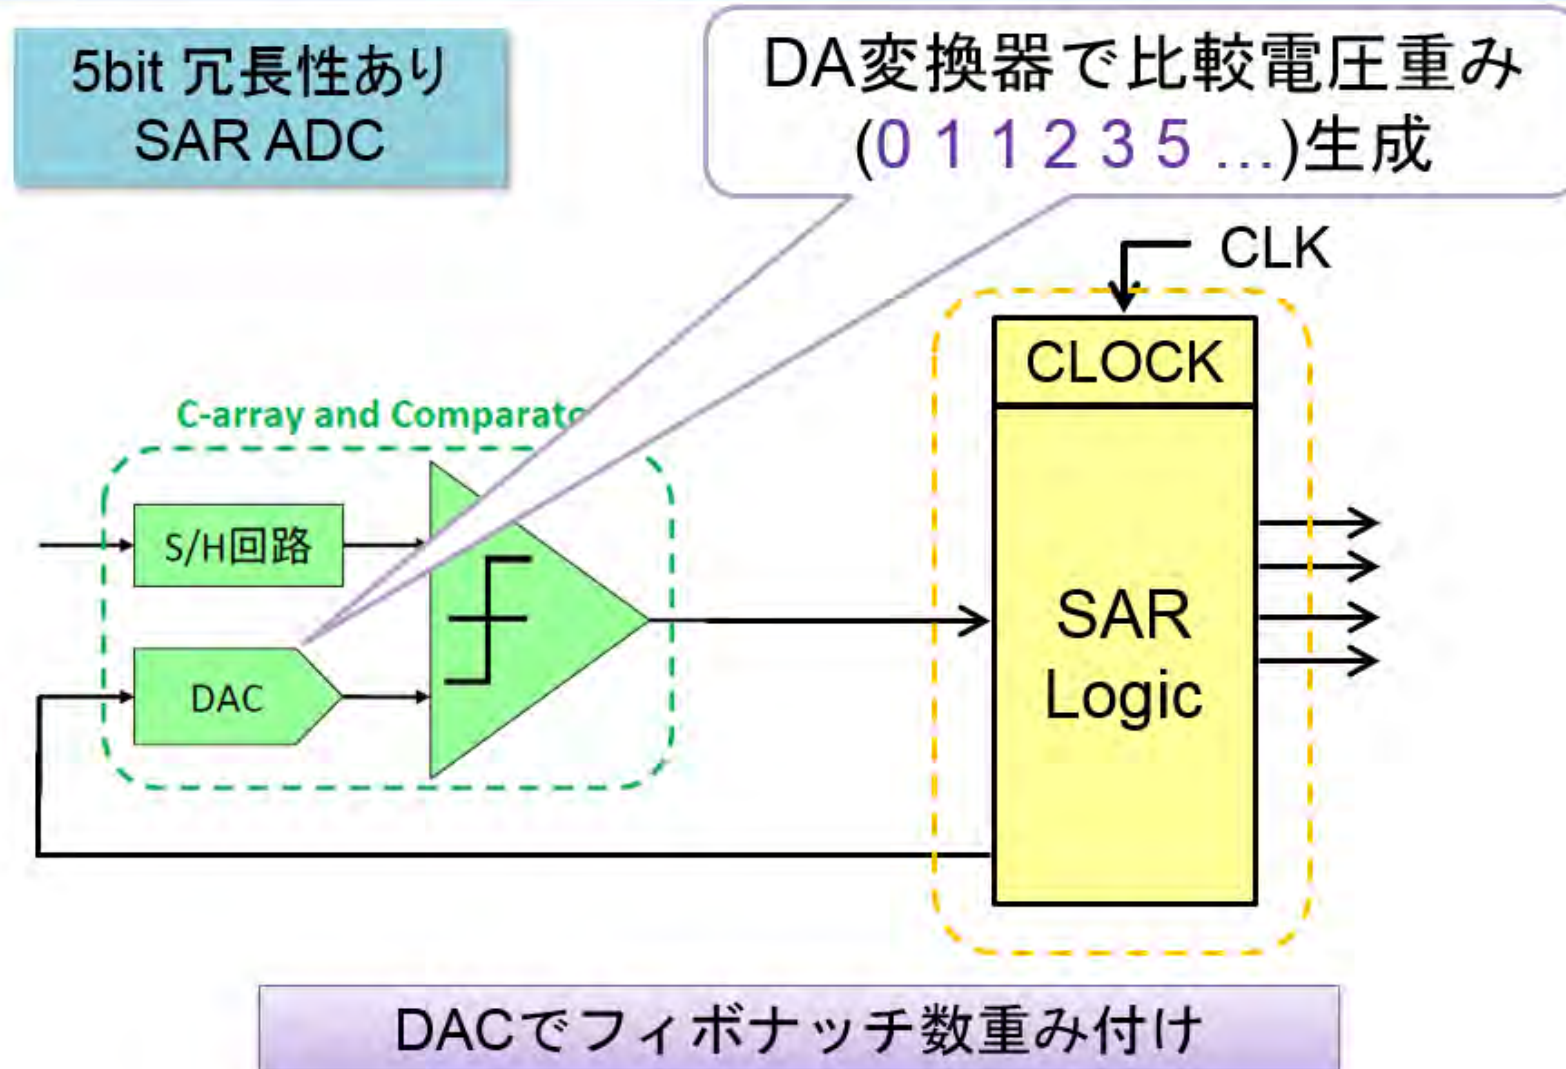 5bit 冗長性あり
SAR ADC
DA変換器で比較電圧重み
(0 1 1 2 3 5 …)生成
CLK
CLOCK
C-array and Comparato
S/H回路
SAR
Logic
DAC
DACでフィボナッチ数重み付け